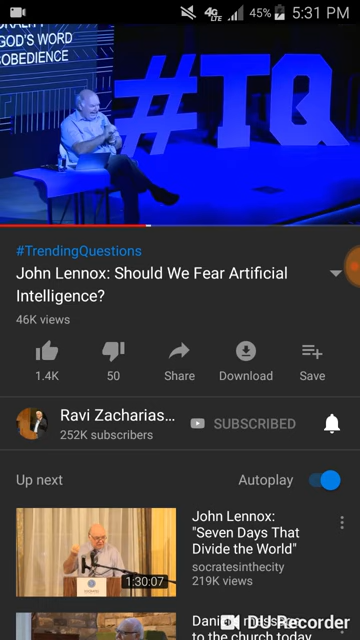 4G
LTE
45%
5:31 PM
GOD'S WORD
OBEDIENCE
#TQ
#TrendingQuestions
John Lennox: Should We Fear Artificial
Intelligence?
46K views
1.4K
50
Share
Download
Save
Ravi Zacharias...
SUBSCRIBED
252K subscribers
Up next
Autoplay
John Lennox:
"Seven Days That
Divide the World"
socratesinthecity
219K views
1:30:07
to the church today
DU Recorder